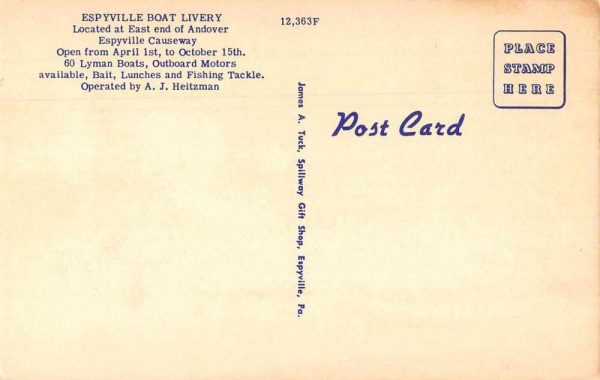 ESPYVILLE BOAT LIVERY
Located at East end of Andover
Espyville Causeway
Open from April 1st, to October 15th.
60 Lyman Boats, Outboard Motors
available, Bait, Lunches and Fishing Tackle.
Operated by A. J. Heitzman
12,363F
James A. Tuck, Spillway Gift Shop, Espyville, Pa.
Post Card
PLACE
STAMP
HERE